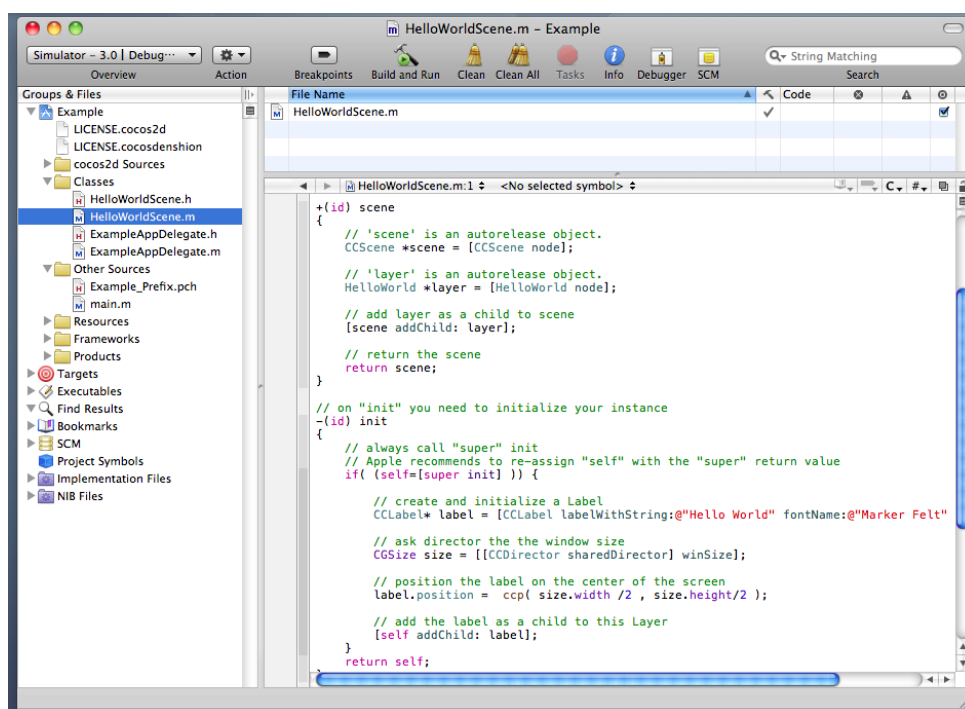 HelloWorldScene.m – Example
Simulator – 3.0 | Debug···
Overview
Action
Breakpoints
Build and Run
Clean
Clean All
Tasks
Info
Debugger
SCM
String Matching
Search
Groups & Files
Example
LICENSE.cocos2d
LICENSE.cocosdenshion
cocos2d Sources
Classes
HelloWorldScene.h
HelloWorldScene.m
ExampleAppDelegate.h
ExampleAppDelegate.m
Other Sources
Example_Prefix.pch
main.m
Resources
Frameworks
Products
Targets
Executables
Find Results
Bookmarks
SCM
Project Symbols
Implementation Files
NIB Files
File Name
Code
HelloWorldScene.m
HelloWorldScene.m:1
<No selected symbol>
C
#
+(id) scene
{
// 'scene' is an autorelease object.
CCScene *scene = [CCScene node];
// 'layer' is an autorelease object.
HelloWorld *layer = [HelloWorld node];
// add layer as a child to scene
[scene addChild: layer];
// return the scene
return scene;
}
// on "init" you need to initialize your instance
-(id) init
{
// always call "super" init
// Apple recommends to re-assign "self" with the "super" return value
if( (self=[super init] )) {
// create and initialize a Label
CCLabel* label = [CCLabel labelWithString:@"Hello World" fontName:@"Marker Felt"
// ask director the the window size
CGSize size = [[CCDirector sharedDirector] winSize];
// position the label on the center of the screen
label.position =  ccp( size.width /2 , size.height/2 );
// add the label as a child to this Layer
[self addChild: label];
}
return self;